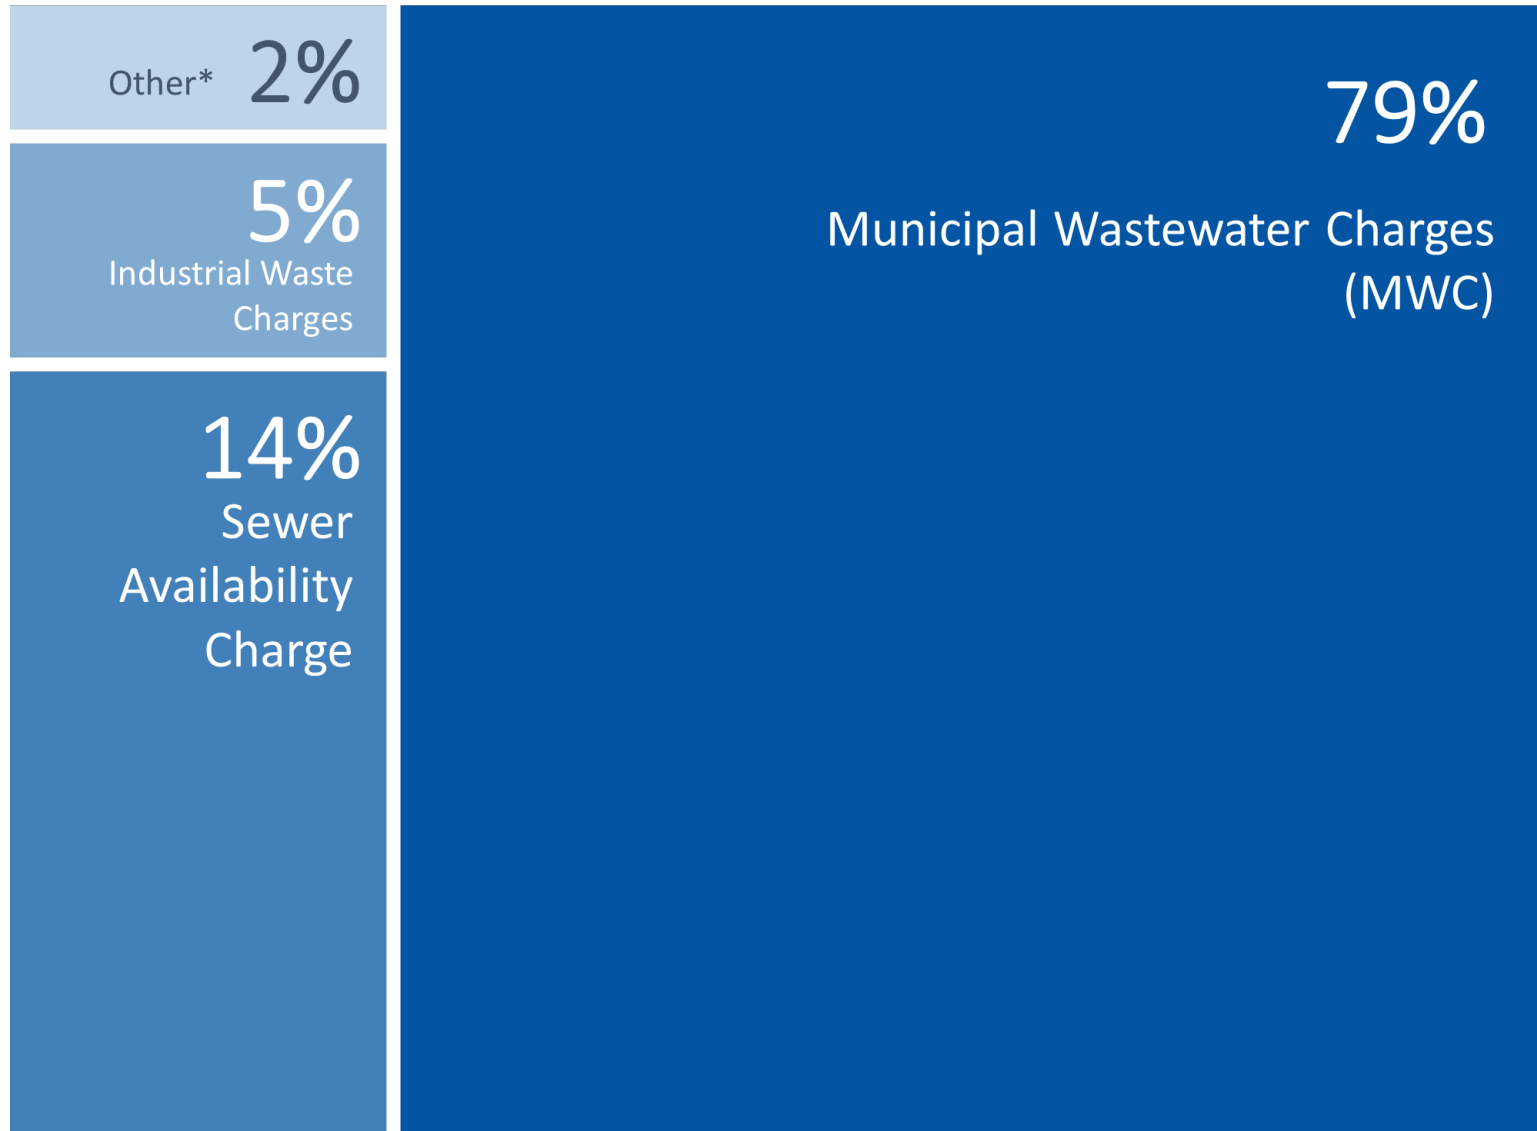 Other* 2%
5%
Industrial Waste
Charges
14%
Sewer
Availability
Charge
79%
Municipal Wastewater Charges
(MWC)